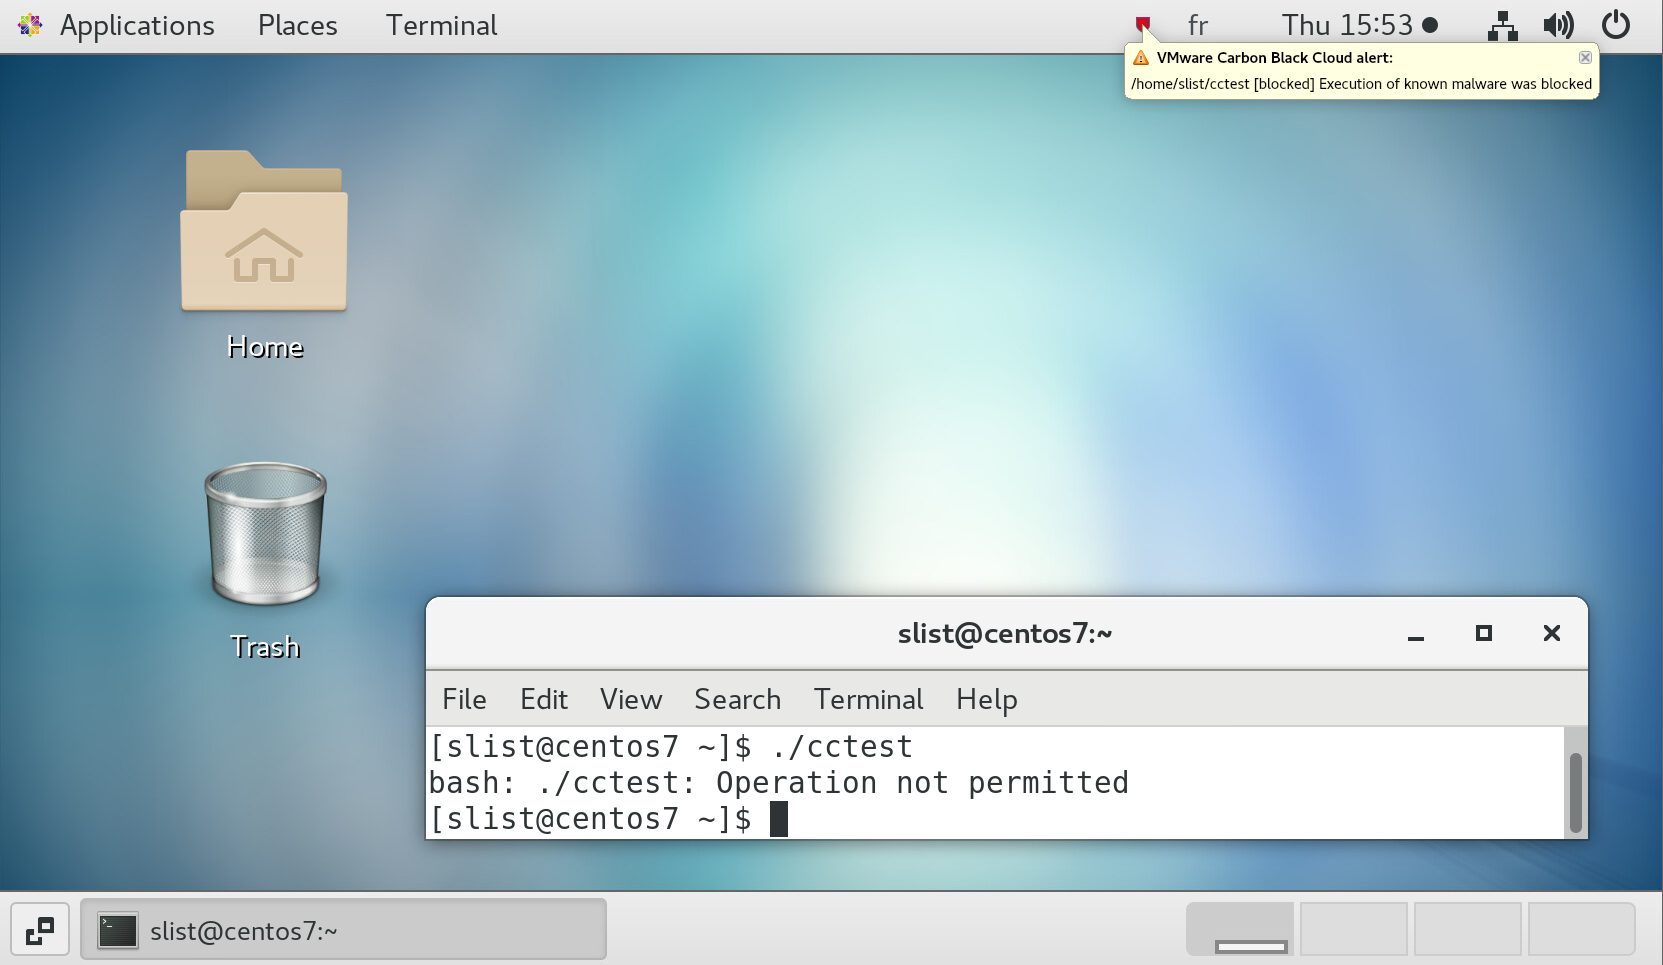 Applications Places Terminal fr Thu 15:53
VMware Carbon Black Cloud alert:
/home/slist/cctest [blocked] Execution of known malware was blocked
Home
Trash
slist@centos7:~
File Edit View Search Terminal Help
[slist@centos7 ~]$ ./cctest
bash: ./cctest: Operation not permitted
[slist@centos7 ~]$
slist@centos7:~